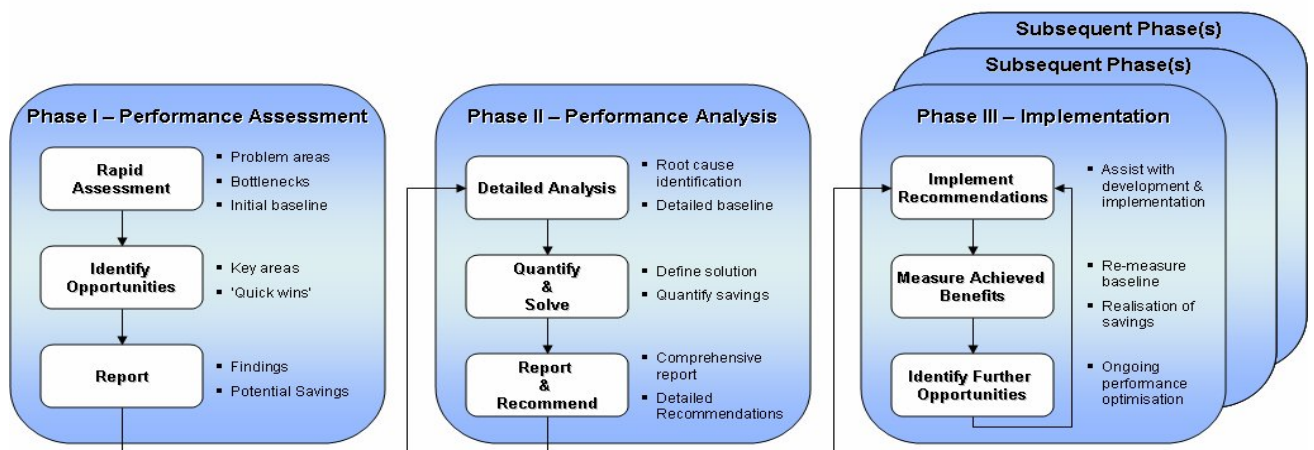 Subsequent Phase(s)
Subsequent Phase(s)
Phase I – Performance Assessment
Rapid
Assessment
▪ Problem areas
▪ Bottlenecks
▪ Initial baseline
Identify
Opportunities
▪ Key areas
▪ 'Quick wins'
Report
▪ Findings
▪ Potential Savings
Phase II – Performance Analysis
Detailed Analysis
▪ Root cause
identification
▪ Detailed baseline
Quantify
&
Solve
▪ Define solution
▪ Quantify savings
Report
&
Recommend
▪ Comprehensive
report
▪ Detailed
Recommendations
Phase III – Implementation
Implement
Recommendations
▪ Assist with
development &
implementation
Measure Achieved
Benefits
▪ Re-measure
baseline
▪ Realisation of
savings
Identify Further
Opportunities
▪ Ongoing
performance
optimisation